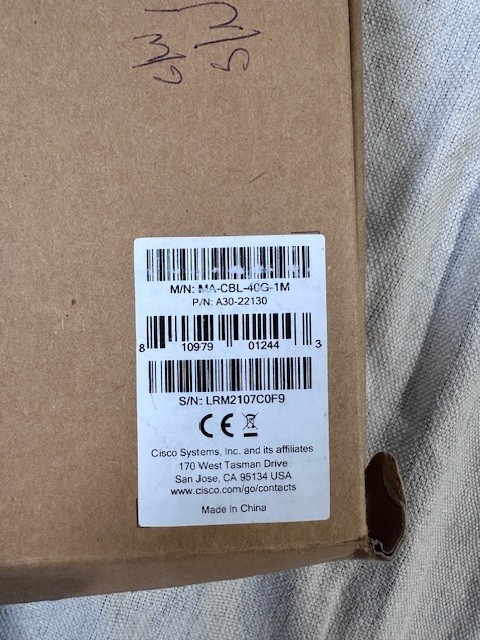 M/N: MA-CBL-40G-1M
P/N: A30-22130
8 10979 01244 3
S/N: LRM2107C0F9
CE
Cisco Systems, Inc. and its affiliates
170 West Tasman Drive
San Jose, CA 95134 USA
www.cisco.com/go/contacts
Made In China